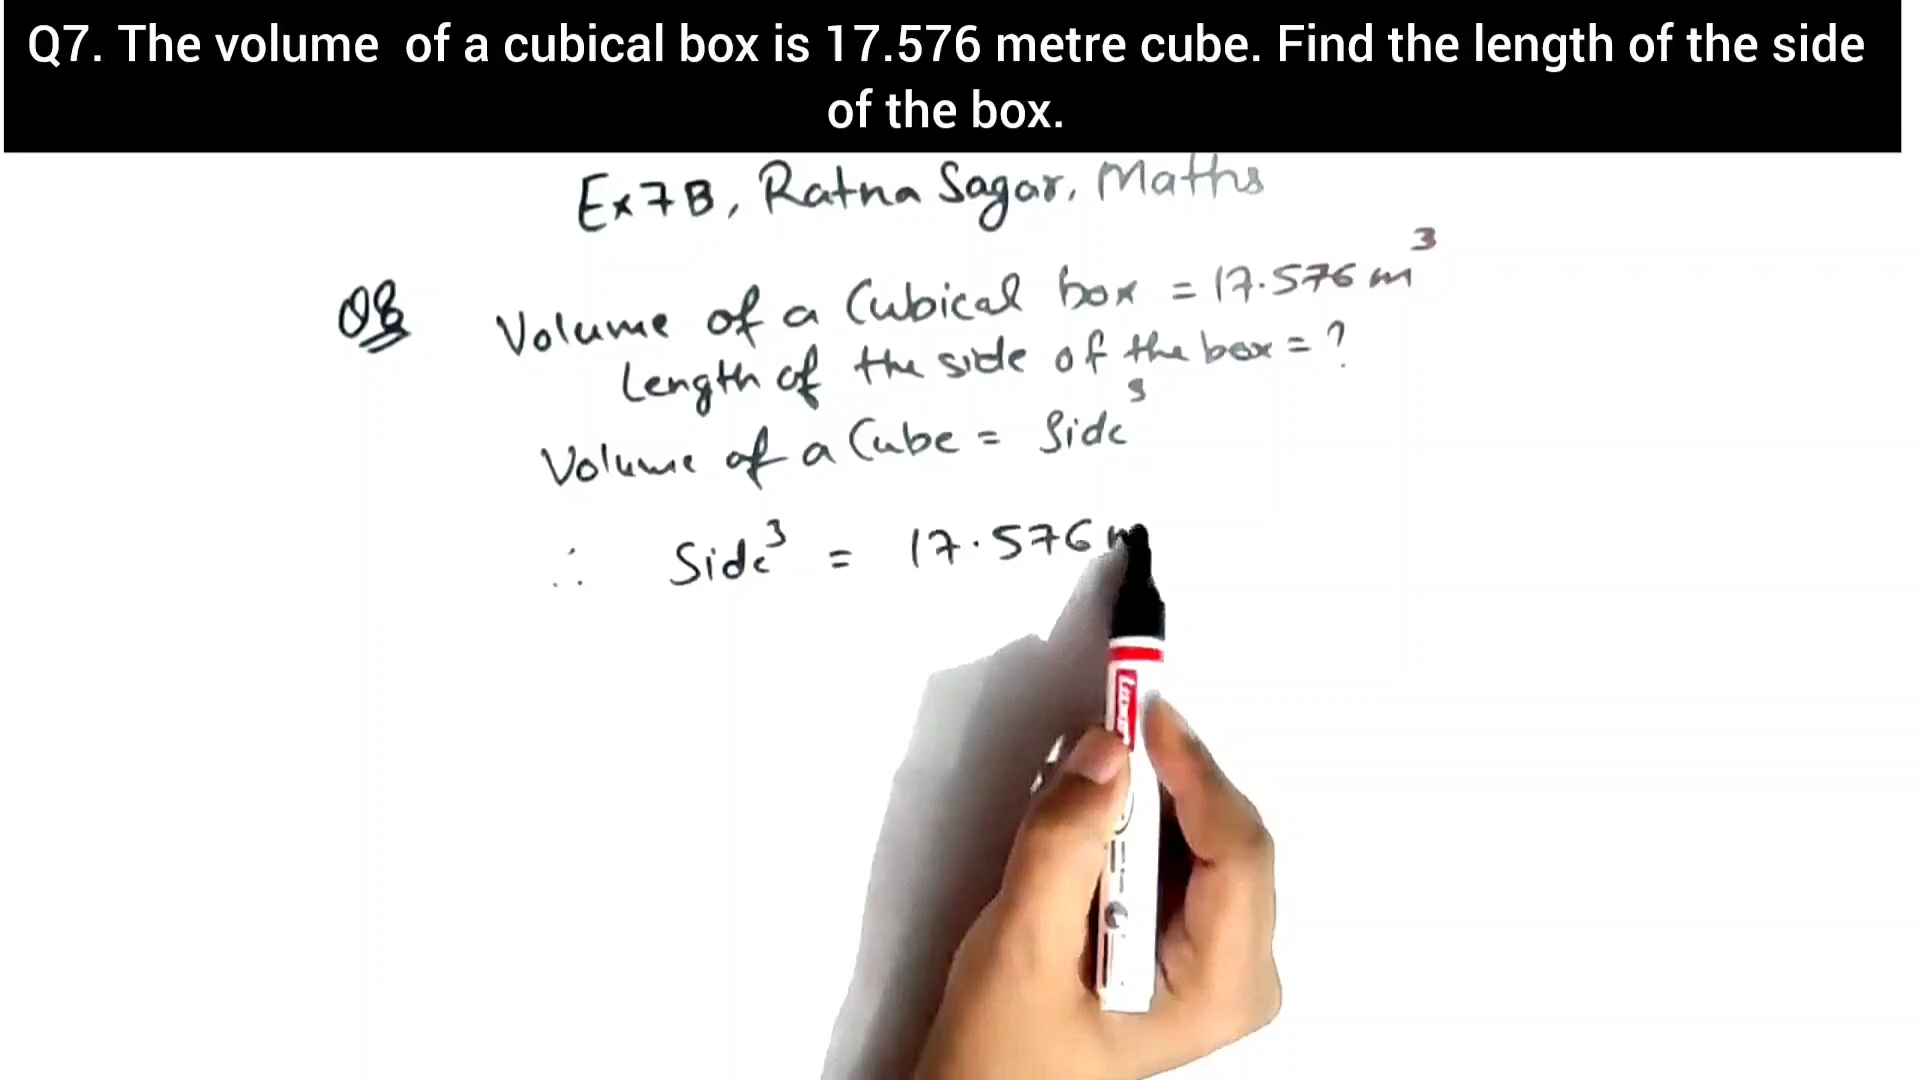 Q7. The volume of a cubical box is 17.576 metre cube. Find the length of the side
of the box.
Ex7B, Ratna Sagar, Maths
Q8 Volume of a Cubical box = 17.576 m³
Length of the side of the box = ?
Volume of a Cube = Side³
∴ Side³ = 17.576 m